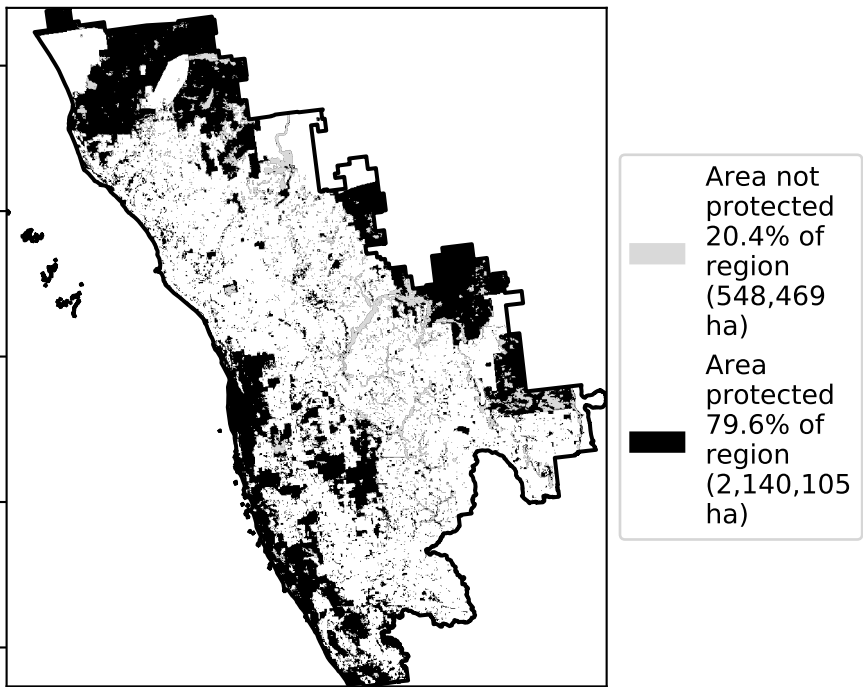 Area not
protected
20.4% of
region
(548,469
ha)
Area
protected
79.6% of
region
(2,140,105
ha)